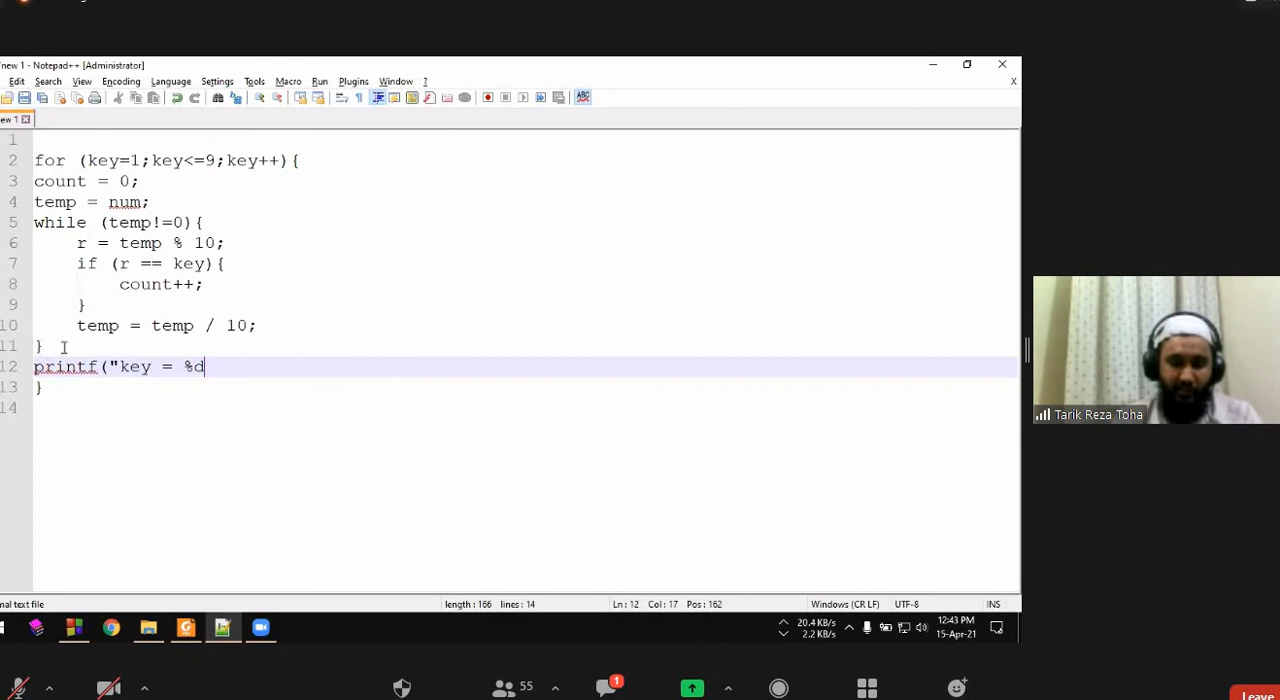 new 1 - Notepad++ [Administrator]
Edit Search View Encoding Language Settings Tools Macro Run Plugins Window ? X
ew 1
1
2 for (key=1;key<=9;key++){
3 count = 0;
4 temp = num;
5 while (temp!=0){
6 r = temp % 10;
7 if (r == key){
8 count++;
9 }
10 temp = temp / 10;
11 }
12 printf("key = %d
13 }
14
Tarik Reza Toha
mal text file length : 166 lines : 14 Ln : 12 Col : 17 Pos : 162 Windows (CR LF) UTF-8 INS
20.4 KB/s 12:43 PM
2.2 KB/s 15-Apr-21
55 1
Leave